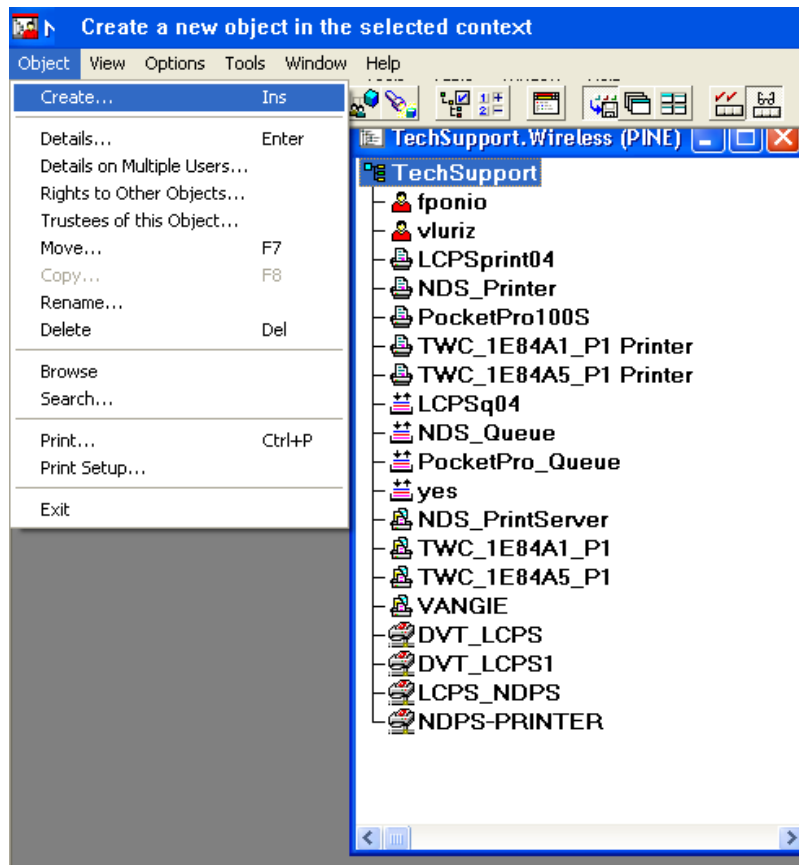 Create a new object in the selected context
Object View Options Tools Window Help
Create... Ins
Details... Enter
Details on Multiple Users...
Rights to Other Objects...
Trustees of this Object...
Move... F7
Copy... F8
Rename...
Delete Del
Browse
Search...
Print... Ctrl+P
Print Setup...
Exit
TechSupport.Wireless (PINE)
TechSupport
fponio
vluriz
LCPSprint04
NDS_Printer
PocketPro100S
TWC_1E84A1_P1 Printer
TWC_1E84A5_P1 Printer
LCPSq04
NDS_Queue
PocketPro_Queue
yes
NDS_PrintServer
TWC_1E84A1_P1
TWC_1E84A5_P1
VANGIE
DVT_LCPS
DVT_LCPS1
LCPS_NDPS
NDPS-PRINTER